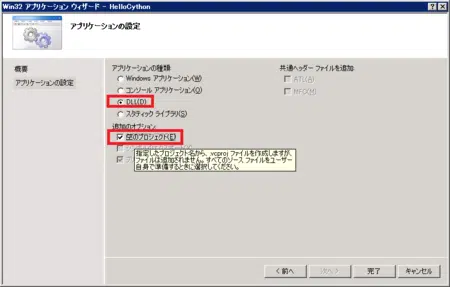 Win32 アプリケーション ウィザード - HelloCython
アプリケーションの設定
概要
アプリケーションの設定
アプリケーションの種類:
Windows アプリケーション(W)
コンソール アプリケーション(O)
DLL(D)
スタティック ライブラリ(S)
追加のオプション:
空のプロジェクト(E)
指定したプロジェクト名から、.vcproj ファイルを作成しますが、
ファイルは追加されません。すべてのソース ファイルをユーザー
自身で準備するときに選択してください。
共通ヘッダー ファイルを追加:
ATL(A)
MFC(M)
< 前へ
次へ >
完了
キャンセル